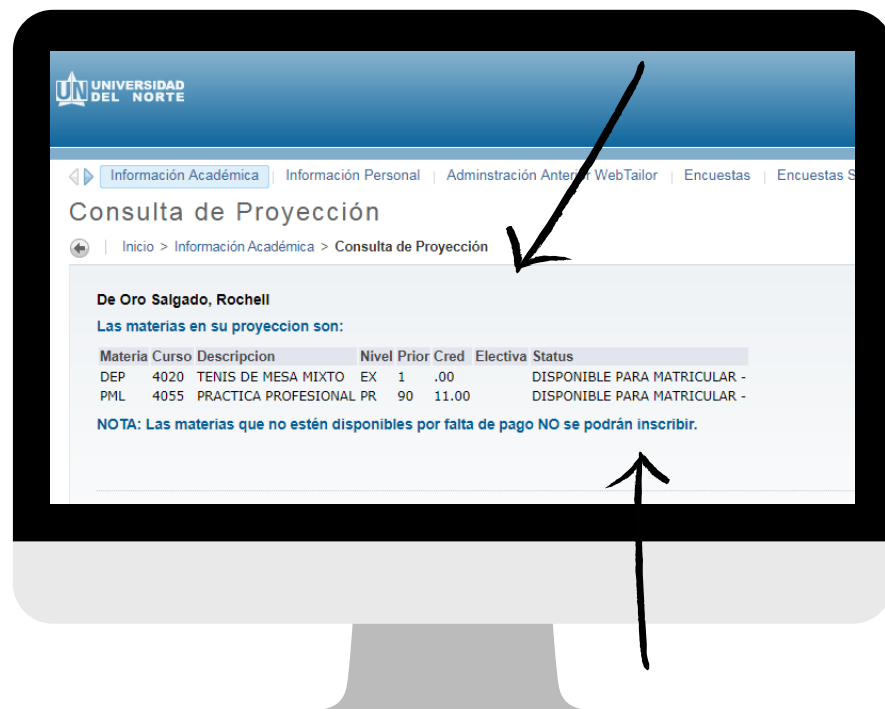 UN UNIVERSIDAD
DEL NORTE
Información Académica | Información Personal | Adminstración Anterior WebTailor | Encuestas | Encuestas S
Consulta de Proyección
Inicio > Información Académica > Consulta de Proyección
De Oro Salgado, Rochell
Las materias en su proyeccion son:
Materia Curso Descripcion Nivel Prior Cred Electiva Status
DEP 4020 TENIS DE MESA MIXTO EX 1 .00 DISPONIBLE PARA MATRICULAR -
PML 4055 PRACTICA PROFESIONAL PR 90 11.00 DISPONIBLE PARA MATRICULAR -
NOTA: Las materias que no estén disponibles por falta de pago NO se podrán inscribir.